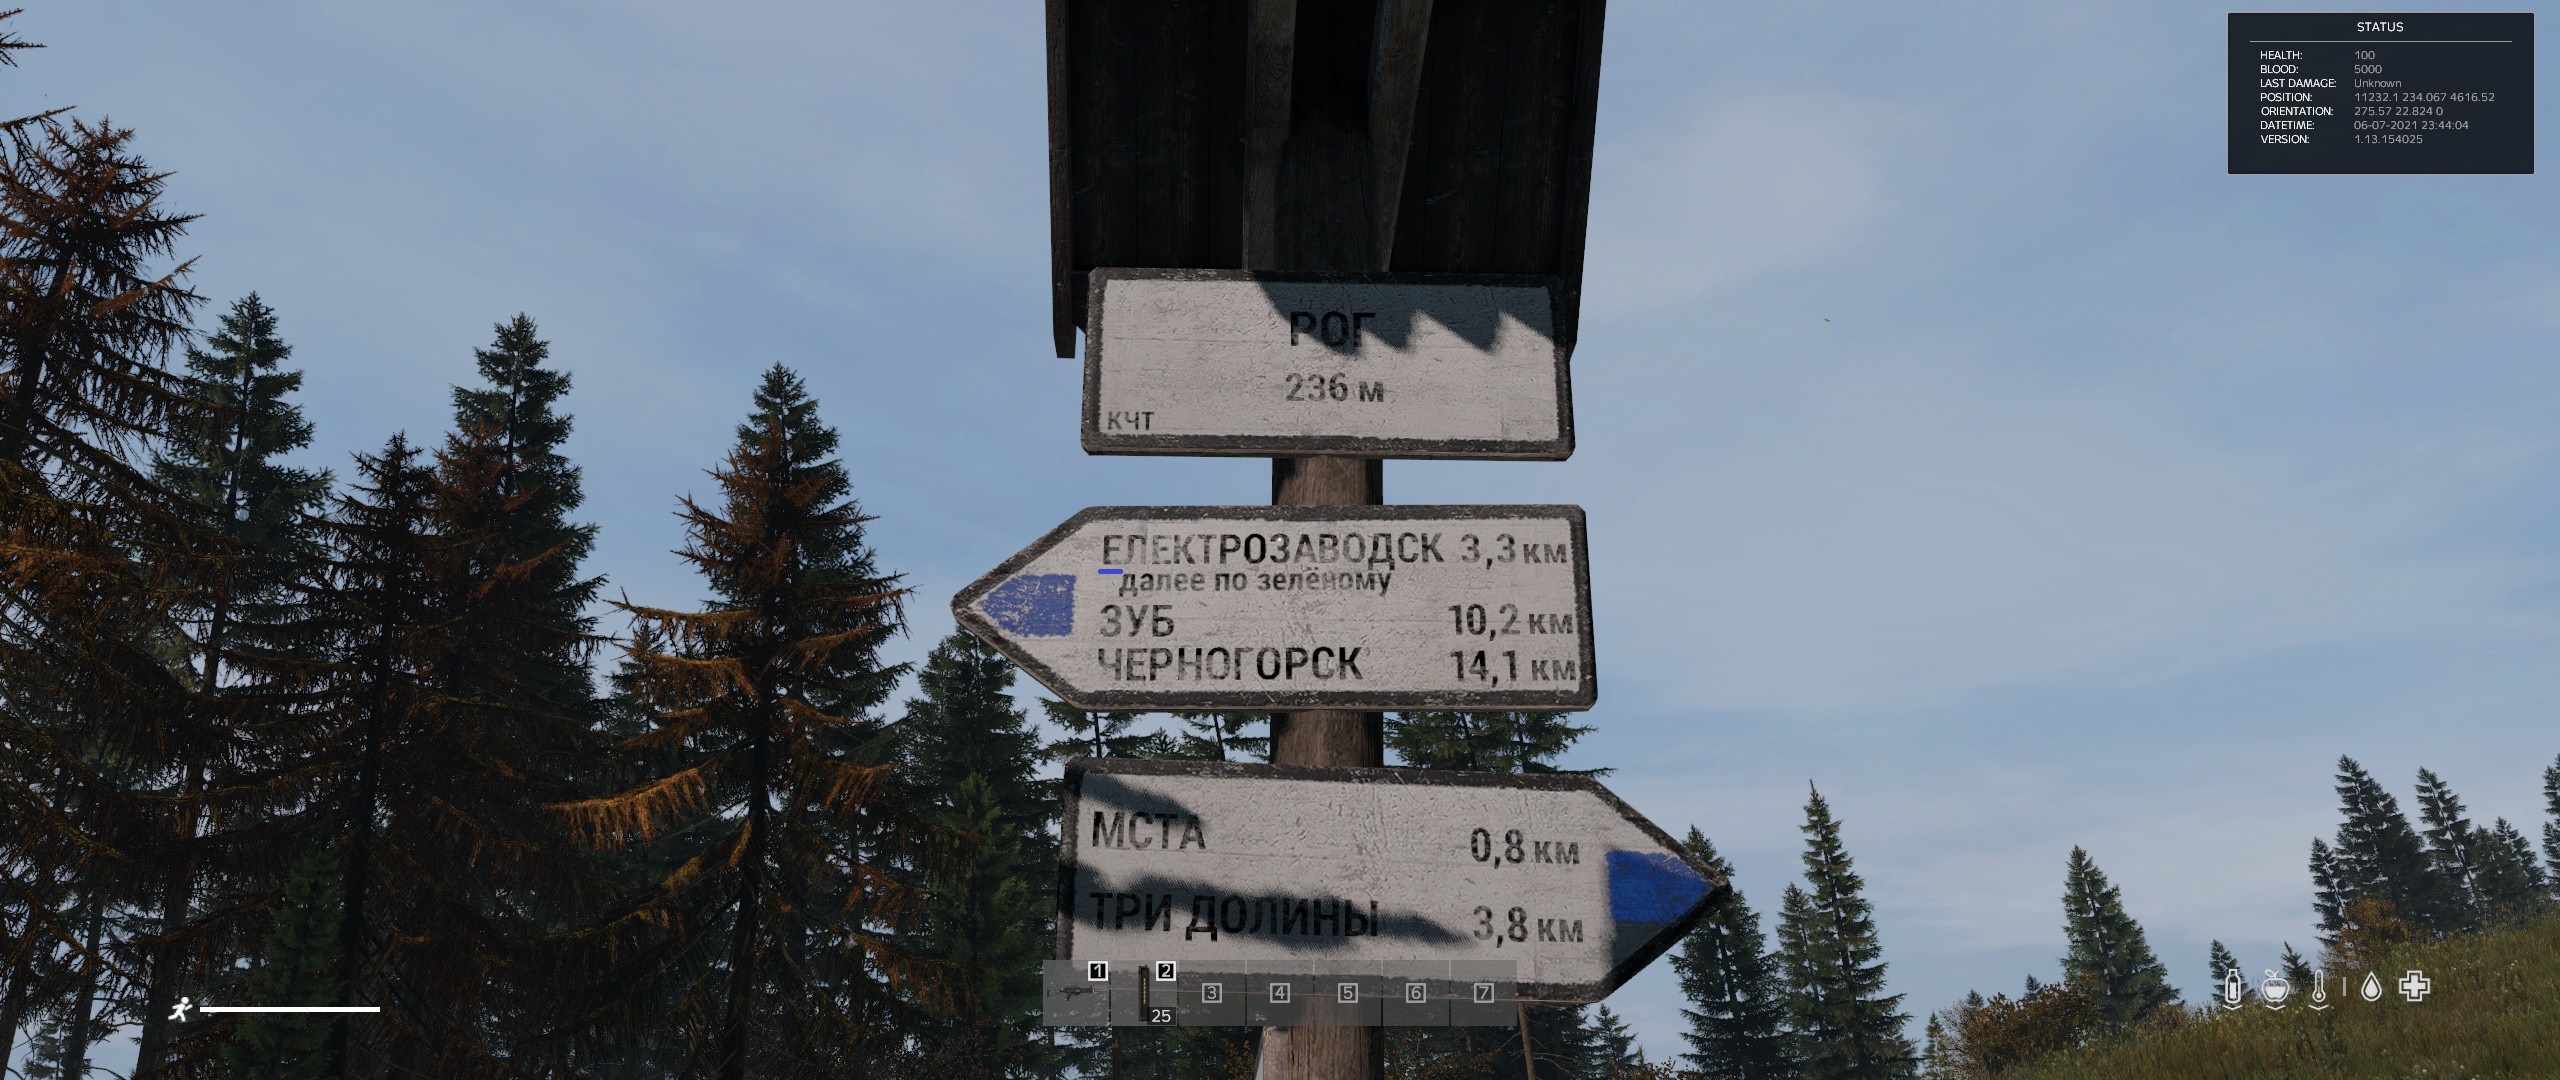 РОГ
236 м
КЧТ
ЕЛЕКТРОЗАВОДСК 3,3 км
далее по зелёному
ЗУБ 10,2 км
ЧЕРНОГОРСК 14,1 км
МСТА 0,8 км
ТРИ ДОЛИНЫ 3,8 км
STATUS
HEALTH: 100
BLOOD: 5000
LAST DAMAGE: Unknown
POSITION: 11232.1 234.067 4616.52
ORIENTATION: 275.57 22.824 0
DATETIME: 06-07-2021 23:44:04
VERSION: 1.13.154025
1 2 3 4 5 6 7
25